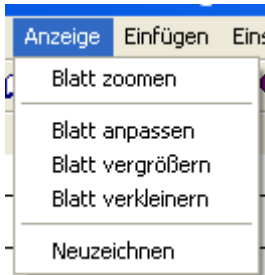 Anzeige Einfügen
Blatt zoomen
Blatt anpassen
Blatt vergrößern
Blatt verkleinern
Neuzeichnen